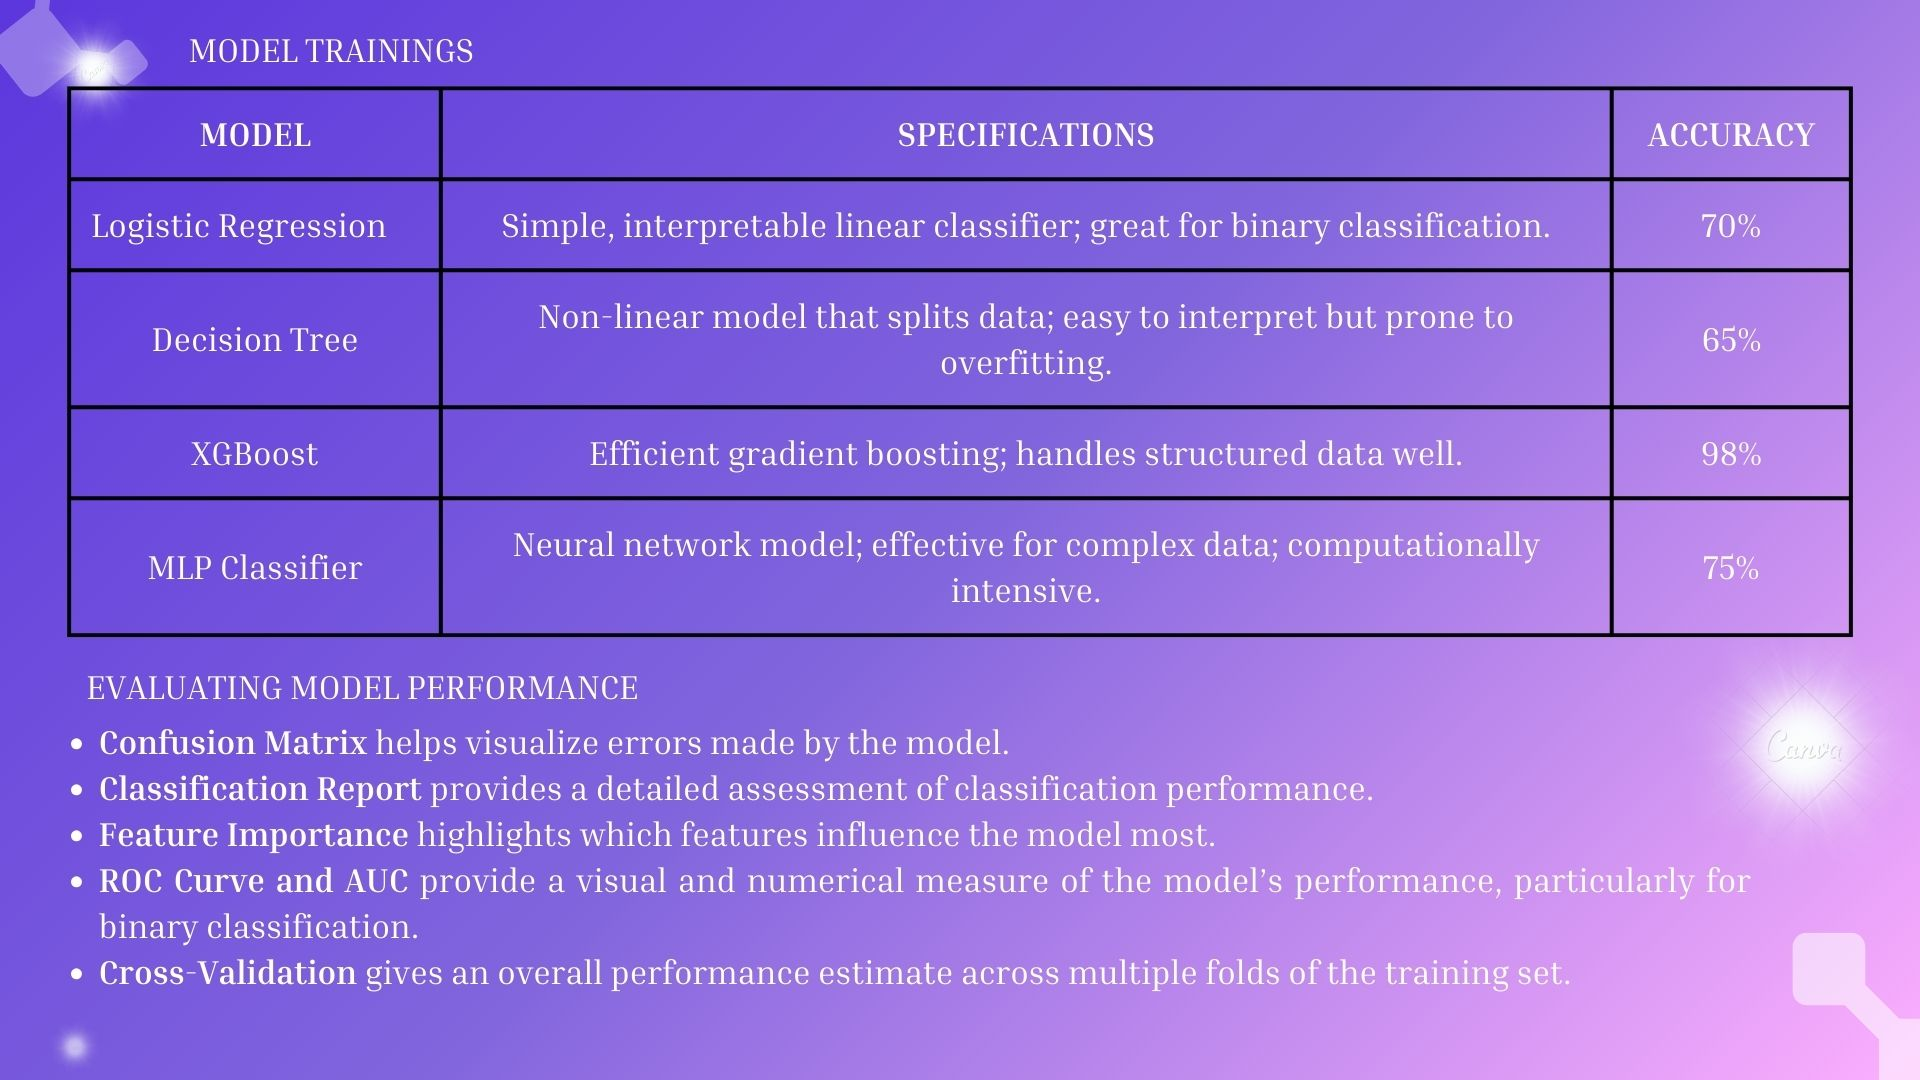 MODEL TRAININGS
MODEL
SPECIFICATIONS
ACCURACY
Logistic Regression
Simple, interpretable linear classifier; great for binary classification.
70%
Decision Tree
Non-linear model that splits data; easy to interpret but prone to
overfitting.
65%
XGBoost
Efficient gradient boosting; handles structured data well.
98%
MLP Classifier
Neural network model; effective for complex data; computationally
intensive.
75%
EVALUATING MODEL PERFORMANCE
• Confusion Matrix helps visualize errors made by the model.
• Classification Report provides a detailed assessment of classification performance.
• Feature Importance highlights which features influence the model most.
• ROC Curve and AUC provide a visual and numerical measure of the model’s performance, particularly for
binary classification.
• Cross-Validation gives an overall performance estimate across multiple folds of the training set.
Canva
Canva